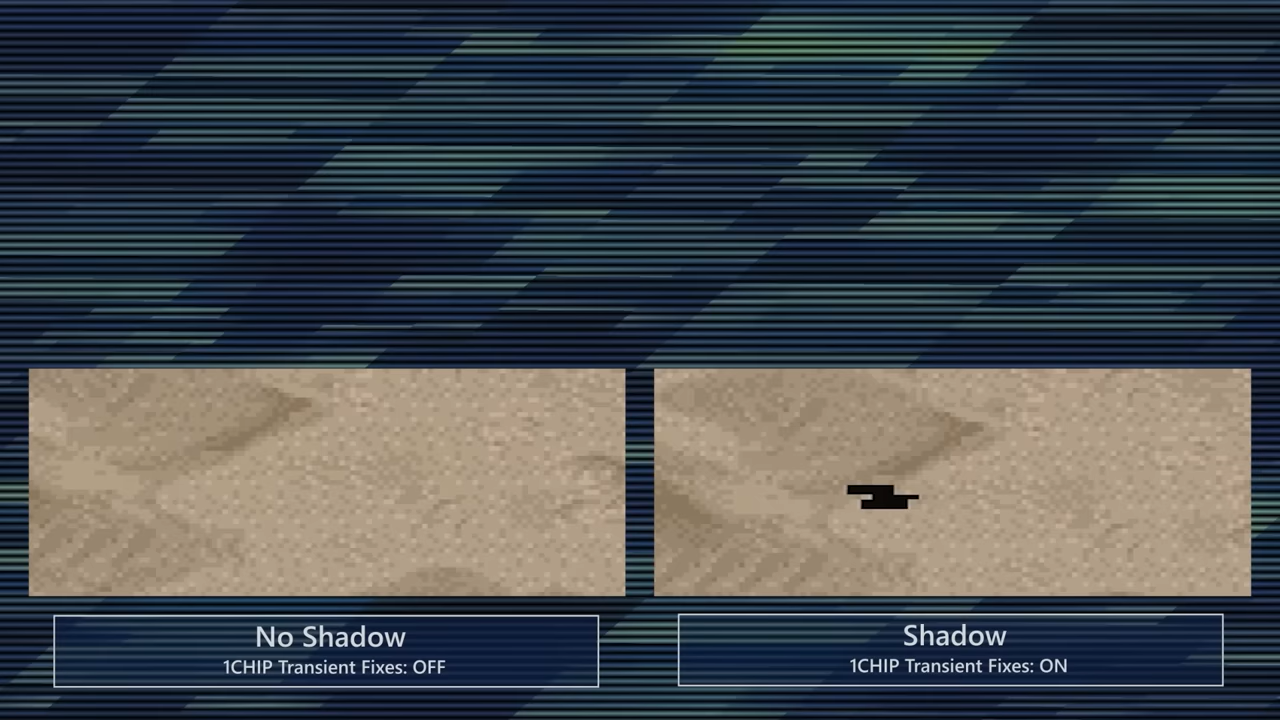 No Shadow
1CHIP Transient Fixes: OFF
Shadow
1CHIP Transient Fixes: ON